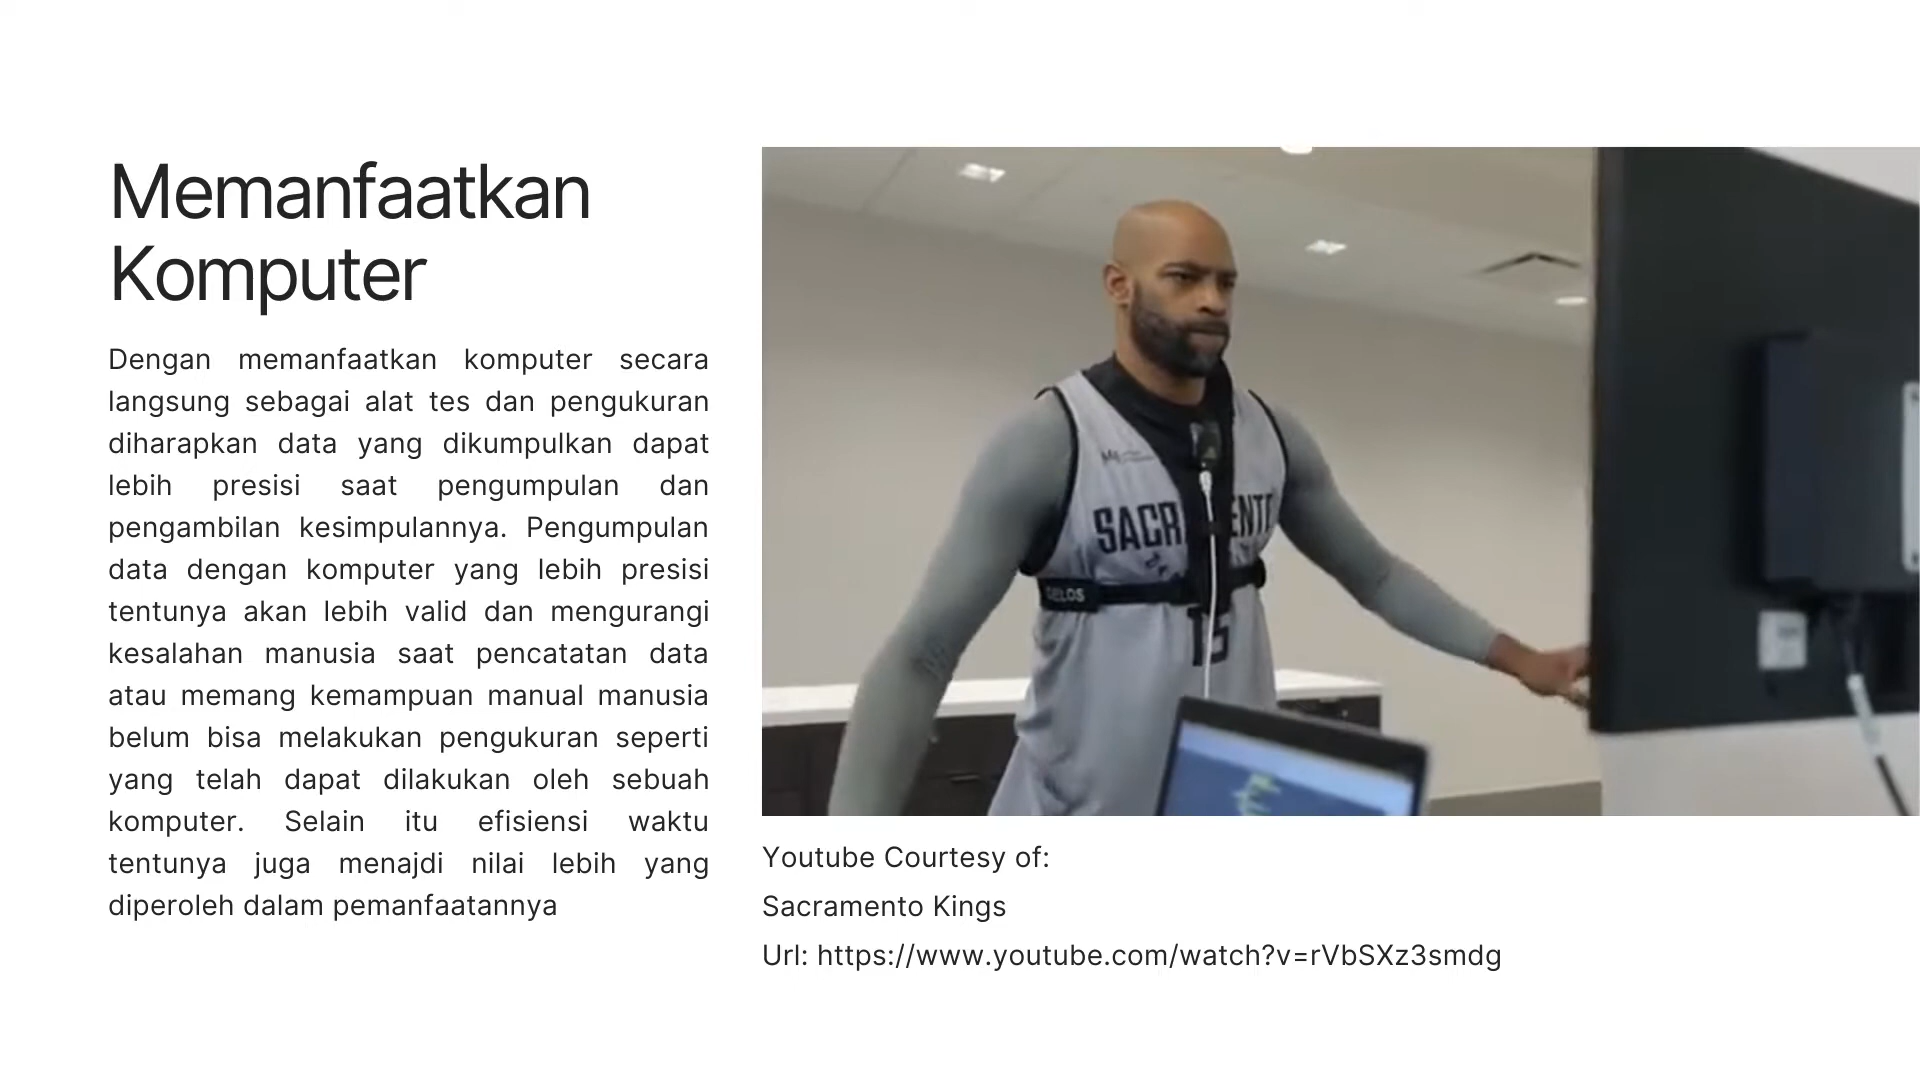 Memanfaatkan
Komputer
Dengan memanfaatkan komputer secara
langsung sebagai alat tes dan pengukuran
diharapkan data yang dikumpulkan dapat
lebih presisi saat pengumpulan dan
pengambilan kesimpulannya. Pengumpulan
data dengan komputer yang lebih presisi
tentunya akan lebih valid dan mengurangi
kesalahan manusia saat pencatatan data
atau memang kemampuan manual manusia
belum bisa melakukan pengukuran seperti
yang telah dapat dilakukan oleh sebuah
komputer. Selain itu efisiensi waktu
tentunya juga menajdi nilai lebih yang
diperoleh dalam pemanfaatannya
15
Youtube Courtesy of:
Sacramento Kings
Url: https://www.youtube.com/watch?v=rVbSXz3smdg